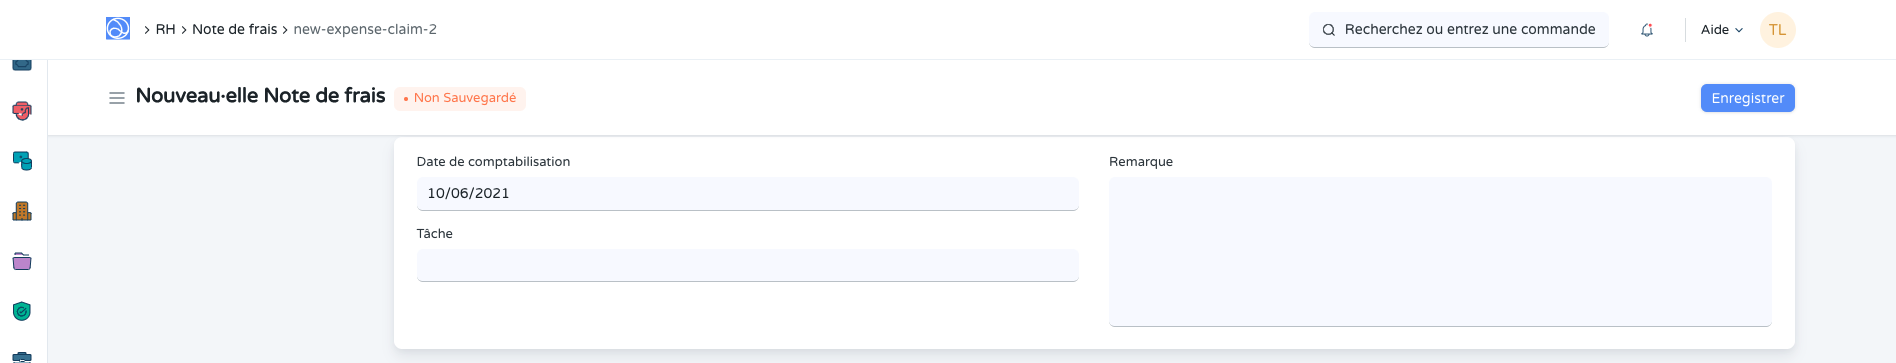 RH Note de frais new-expense-claim-2
Recherchez ou entrez une commande
Aide
TL
Nouveau·elle Note de frais
Non Sauvegardé
Enregistrer
Date de comptabilisation
10/06/2021
Tâche
Remarque